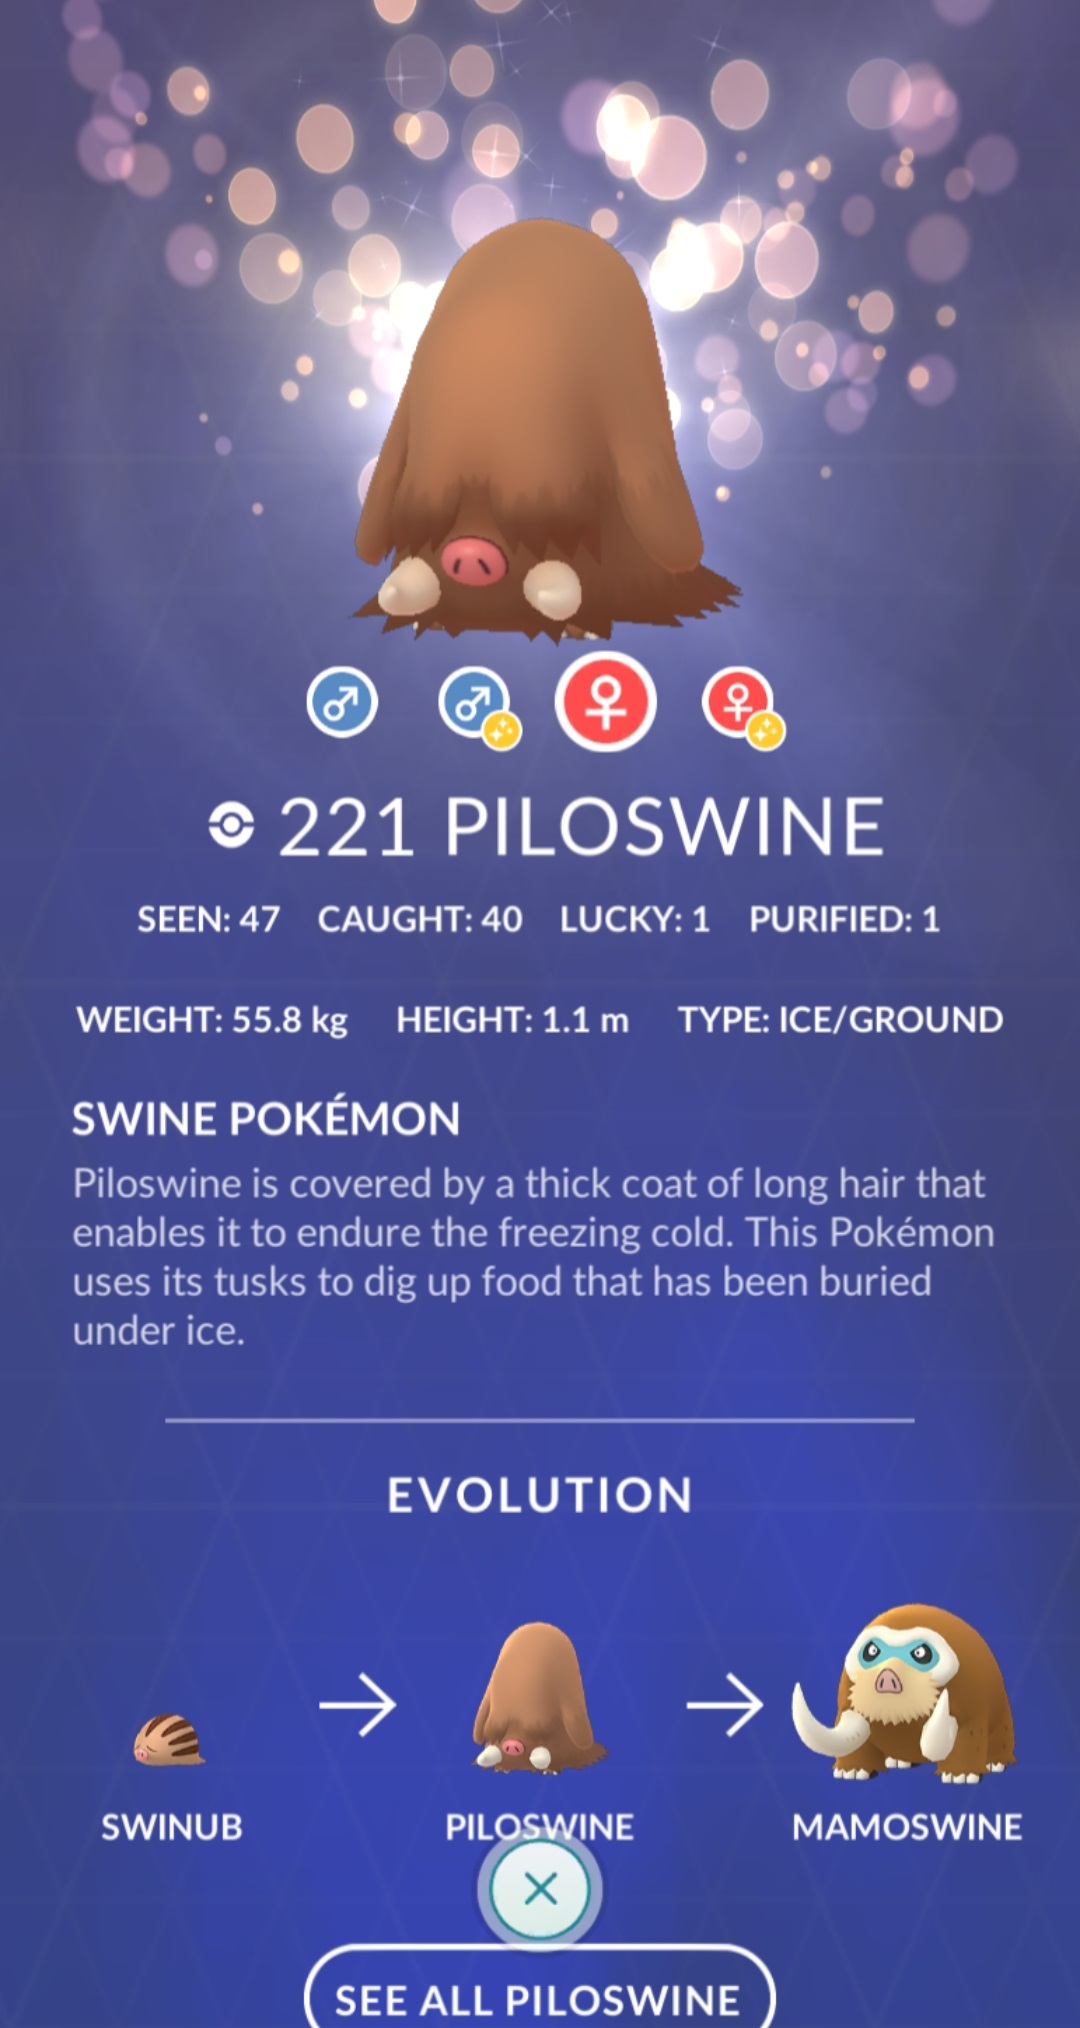 221 PILOSWINE
SEEN: 47 CAUGHT: 40 LUCKY: 1 PURIFIED: 1
WEIGHT: 55.8 kg HEIGHT: 1.1 m TYPE: ICE/GROUND
SWINE POKÉMON
Piloswine is covered by a thick coat of long hair that
enables it to endure the freezing cold. This Pokémon
uses its tusks to dig up food that has been buried
under ice.
EVOLUTION
SWINUB PILOSWINE MAMOSWINE
SEE ALL PILOSWINE